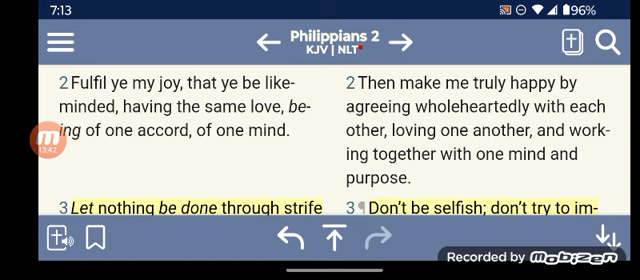 7:13
96%
Philippians 2
KJV | NLT
2 Fulfil ye my joy, that ye be like-
minded, having the same love, be-
ing of one accord, of one mind.
3 Let nothing be done through strife
2 Then make me truly happy by
agreeing wholeheartedly with each
other, loving one another, and work-
ing together with one mind and
purpose.
3 ¶ Don't be selfish; don't try to im-
13:42
Recorded by Mobizen